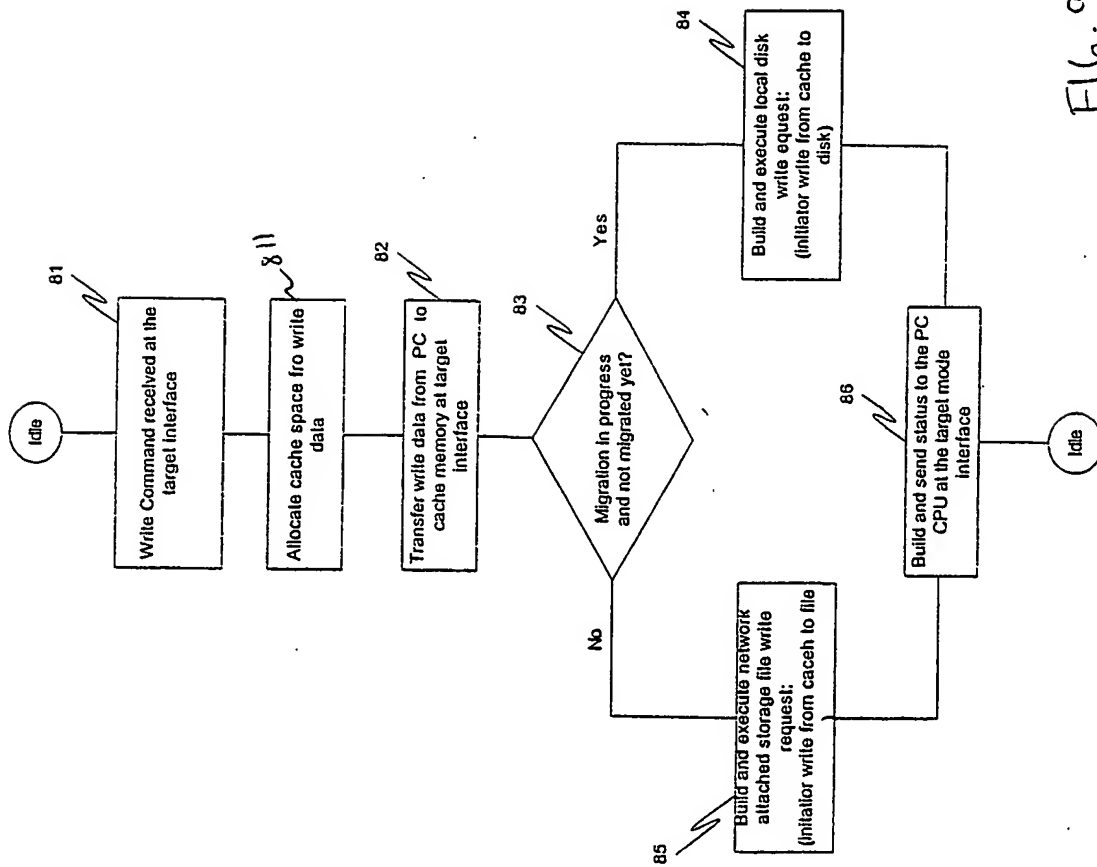 Idle
81
Write Command received at the
target interface
811
Allocate cache space fro write
data
82
Transfer write data from PC to
cache memory at target
interface
83
Migration in progress
and not migrated yet?
No
Yes
85
Build and execute network
attached storage file write
request:
(initiator write from caceh to file
84
Build and execute local disk
write equest:
(initiator write from cache to
disk)
86
Build and send status to the PC
CPU at the target mode
interface
Idle